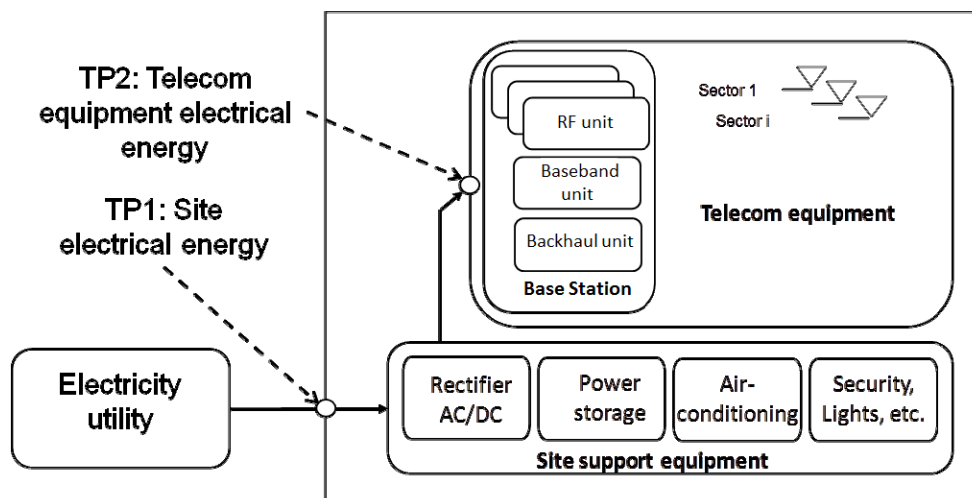 TP2: Telecom
equipment electrical
energy
TP1: Site
electrical energy
Electricity
utility
RF unit
Baseband
unit
Backhaul unit
Base Station
Sector 1
Sector i
Telecom equipment
Rectifier
AC/DC
Power
storage
Air-
conditioning
Security,
Lights, etc.
Site support equipment